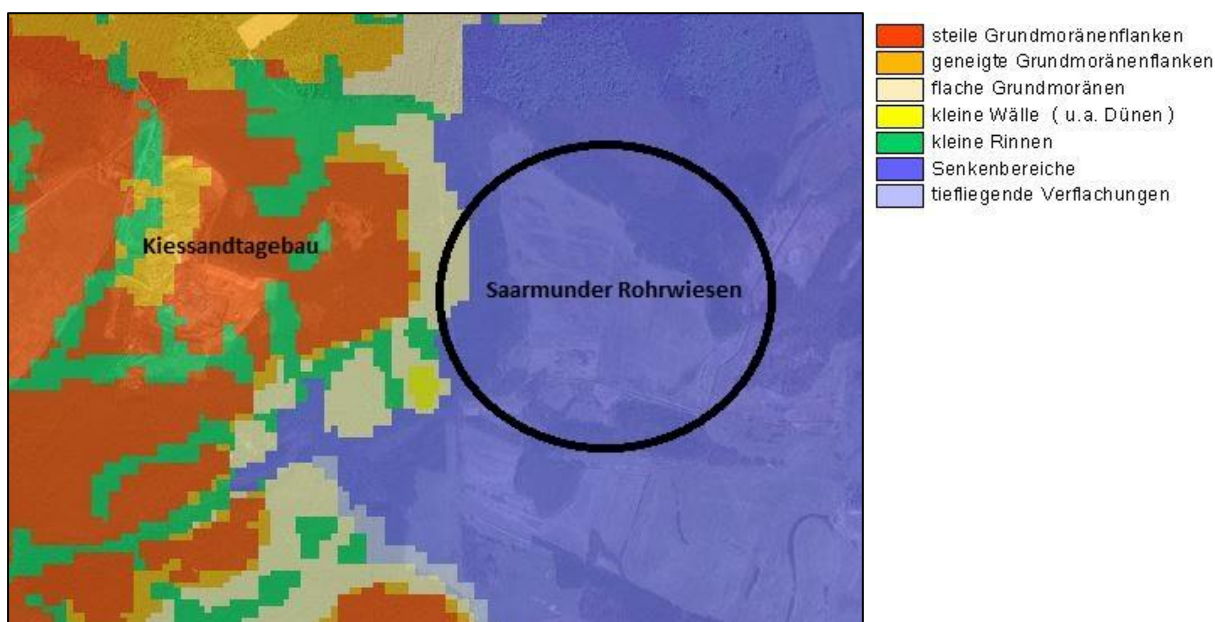 Kiessandtagebau
Saarmunder Rohrwiesen
steile Grundmoränenflanken
geneigte Grundmoränenflanken
flache Grundmoränen
kleine Wälle ( u.a. Dünen )
kleine Rinnen
Senkenbereiche
tiefliegende Verflachungen